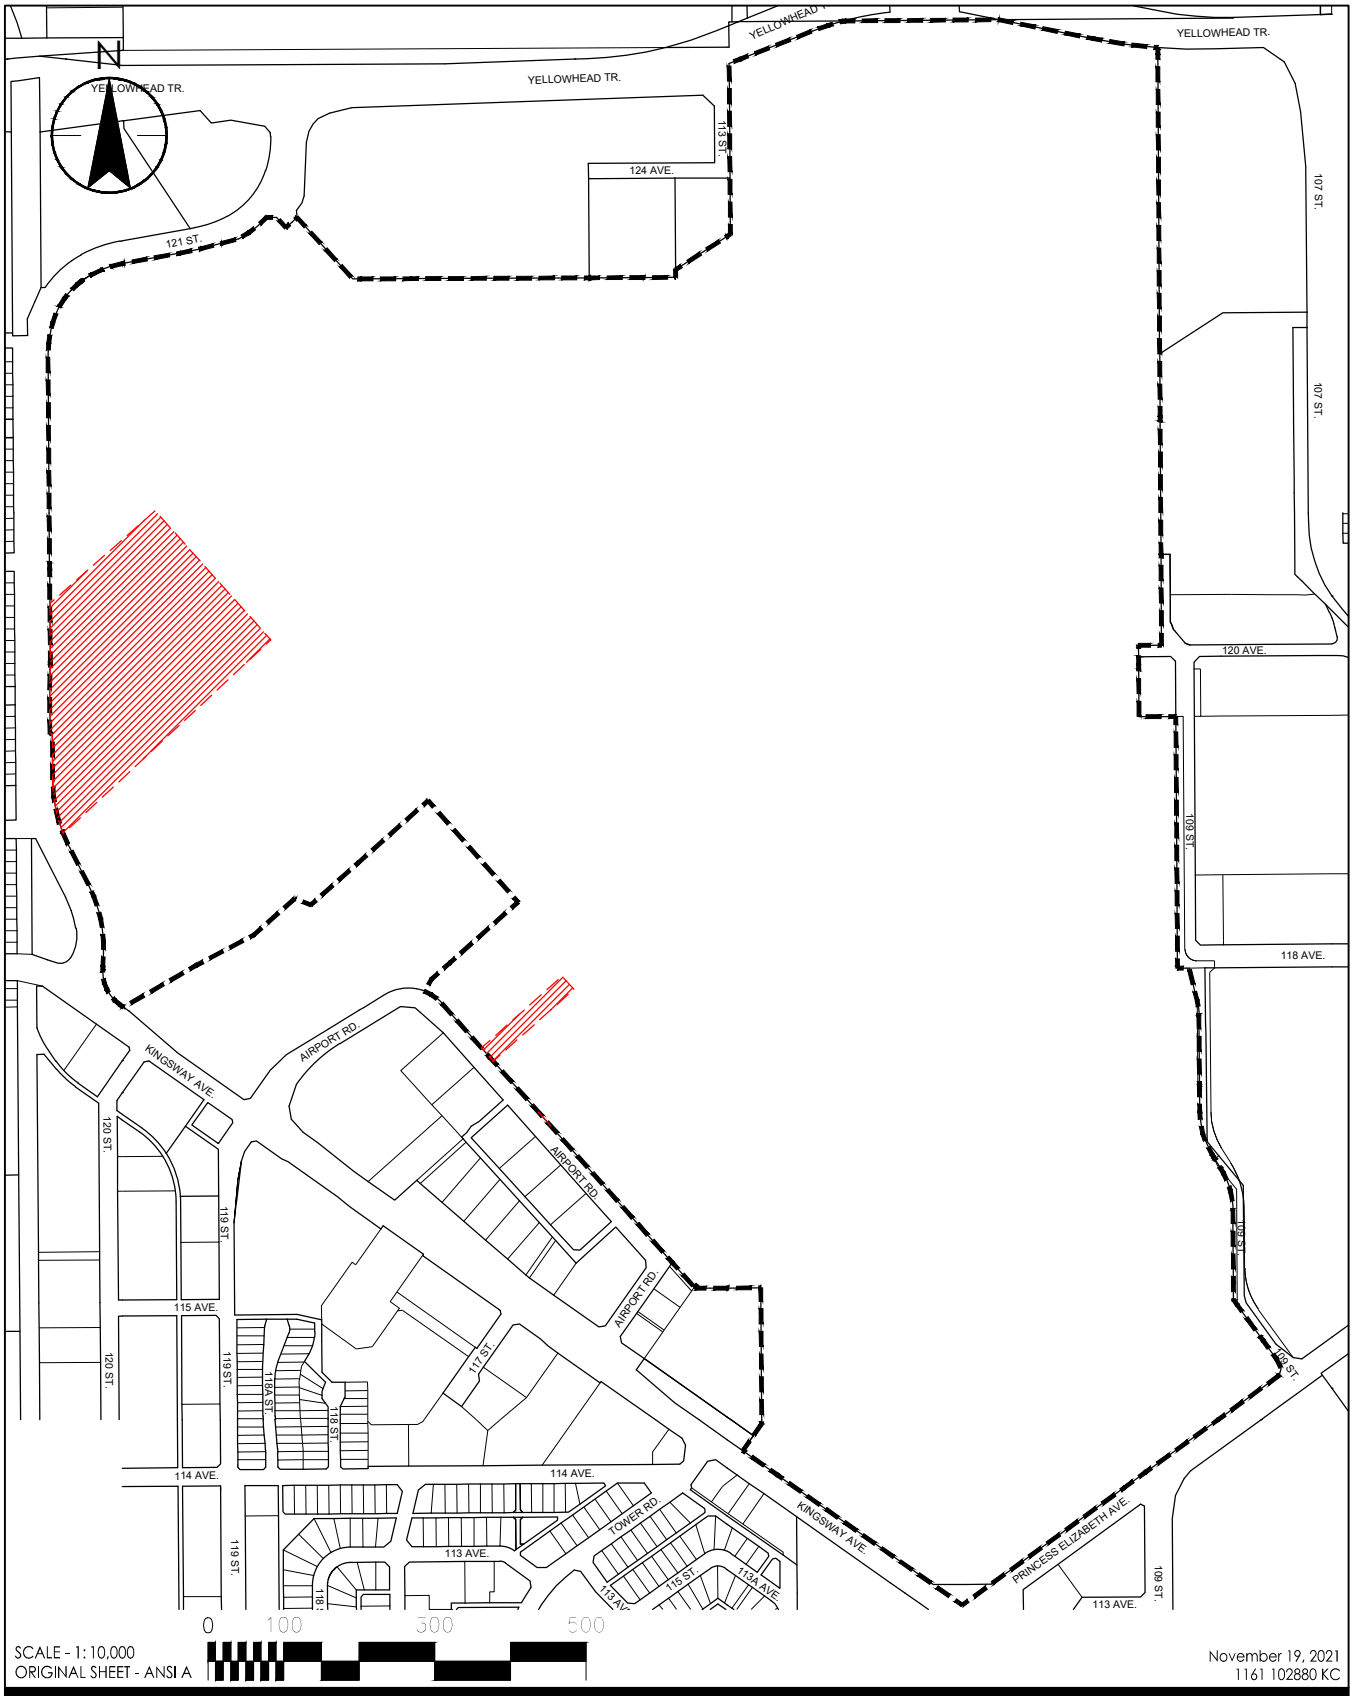 YELLOWHEAD T
YELLOWHEAD TR.
N
YELLOWHEAD TR.
YELLOWHEAD TR.
113 ST.
124 AVE.
107 ST.
121 ST.
107 ST.
120 AVE.
109 ST.
118 AVE.
AIRPORT RD.
KINGSWAY AVE.
120 ST.
AIRPORT RD.
119 ST.
109 ST.
AIRPORT RD.
115 AVE.
117 ST.
120 ST.
119 ST.
118A ST.
109 ST.
118 ST.
114 AVE.
114 AVE.
KINGSWAY AVE.
TOWER RD.
PRINCESS ELIZABETH AVE.
119 ST.
113 AVE.
115 ST.
113A AVE.
109 ST.
118 S
113 AV
113 AVE.
0 100 300 500
SCALE - 1: 10,000
ORIGINAL SHEET - ANSI A
November 19, 2021
1161 102880 KC